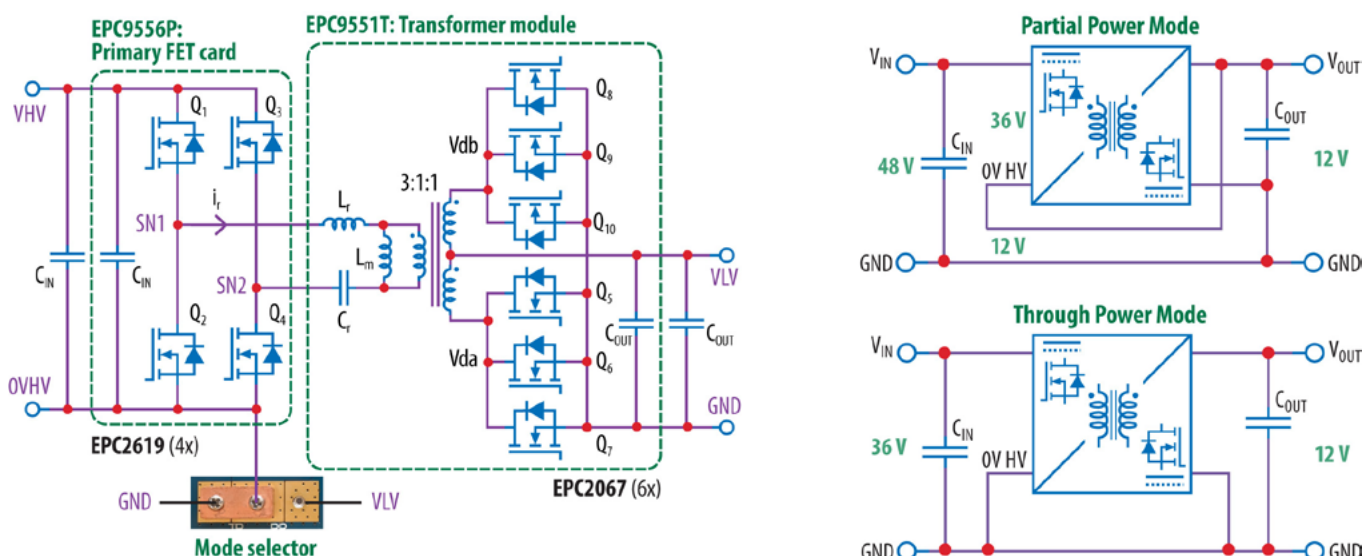 EPC9556P:
Primary FET card
EPC9551T: Transformer module
VHV
Q1
Q3
CIN
CIN
SN1
ir
SN2
Q2
Q4
0VHV
EPC2619 (4x)
Lr
Lm
Cr
3:1:1
Vdb
Vda
Q8
Q9
Q10
Q5
Q6
Q7
COUT
COUT
VLV
GND
EPC2067 (6x)
GND
VLV
Mode selector
Partial Power Mode
VIN
VOUT
36 V
48 V
CIN
0V HV
12 V
COUT
12 V
GND
GND
Through Power Mode
VIN
VOUT
36 V
CIN
0V HV
COUT
12 V
GND
GND